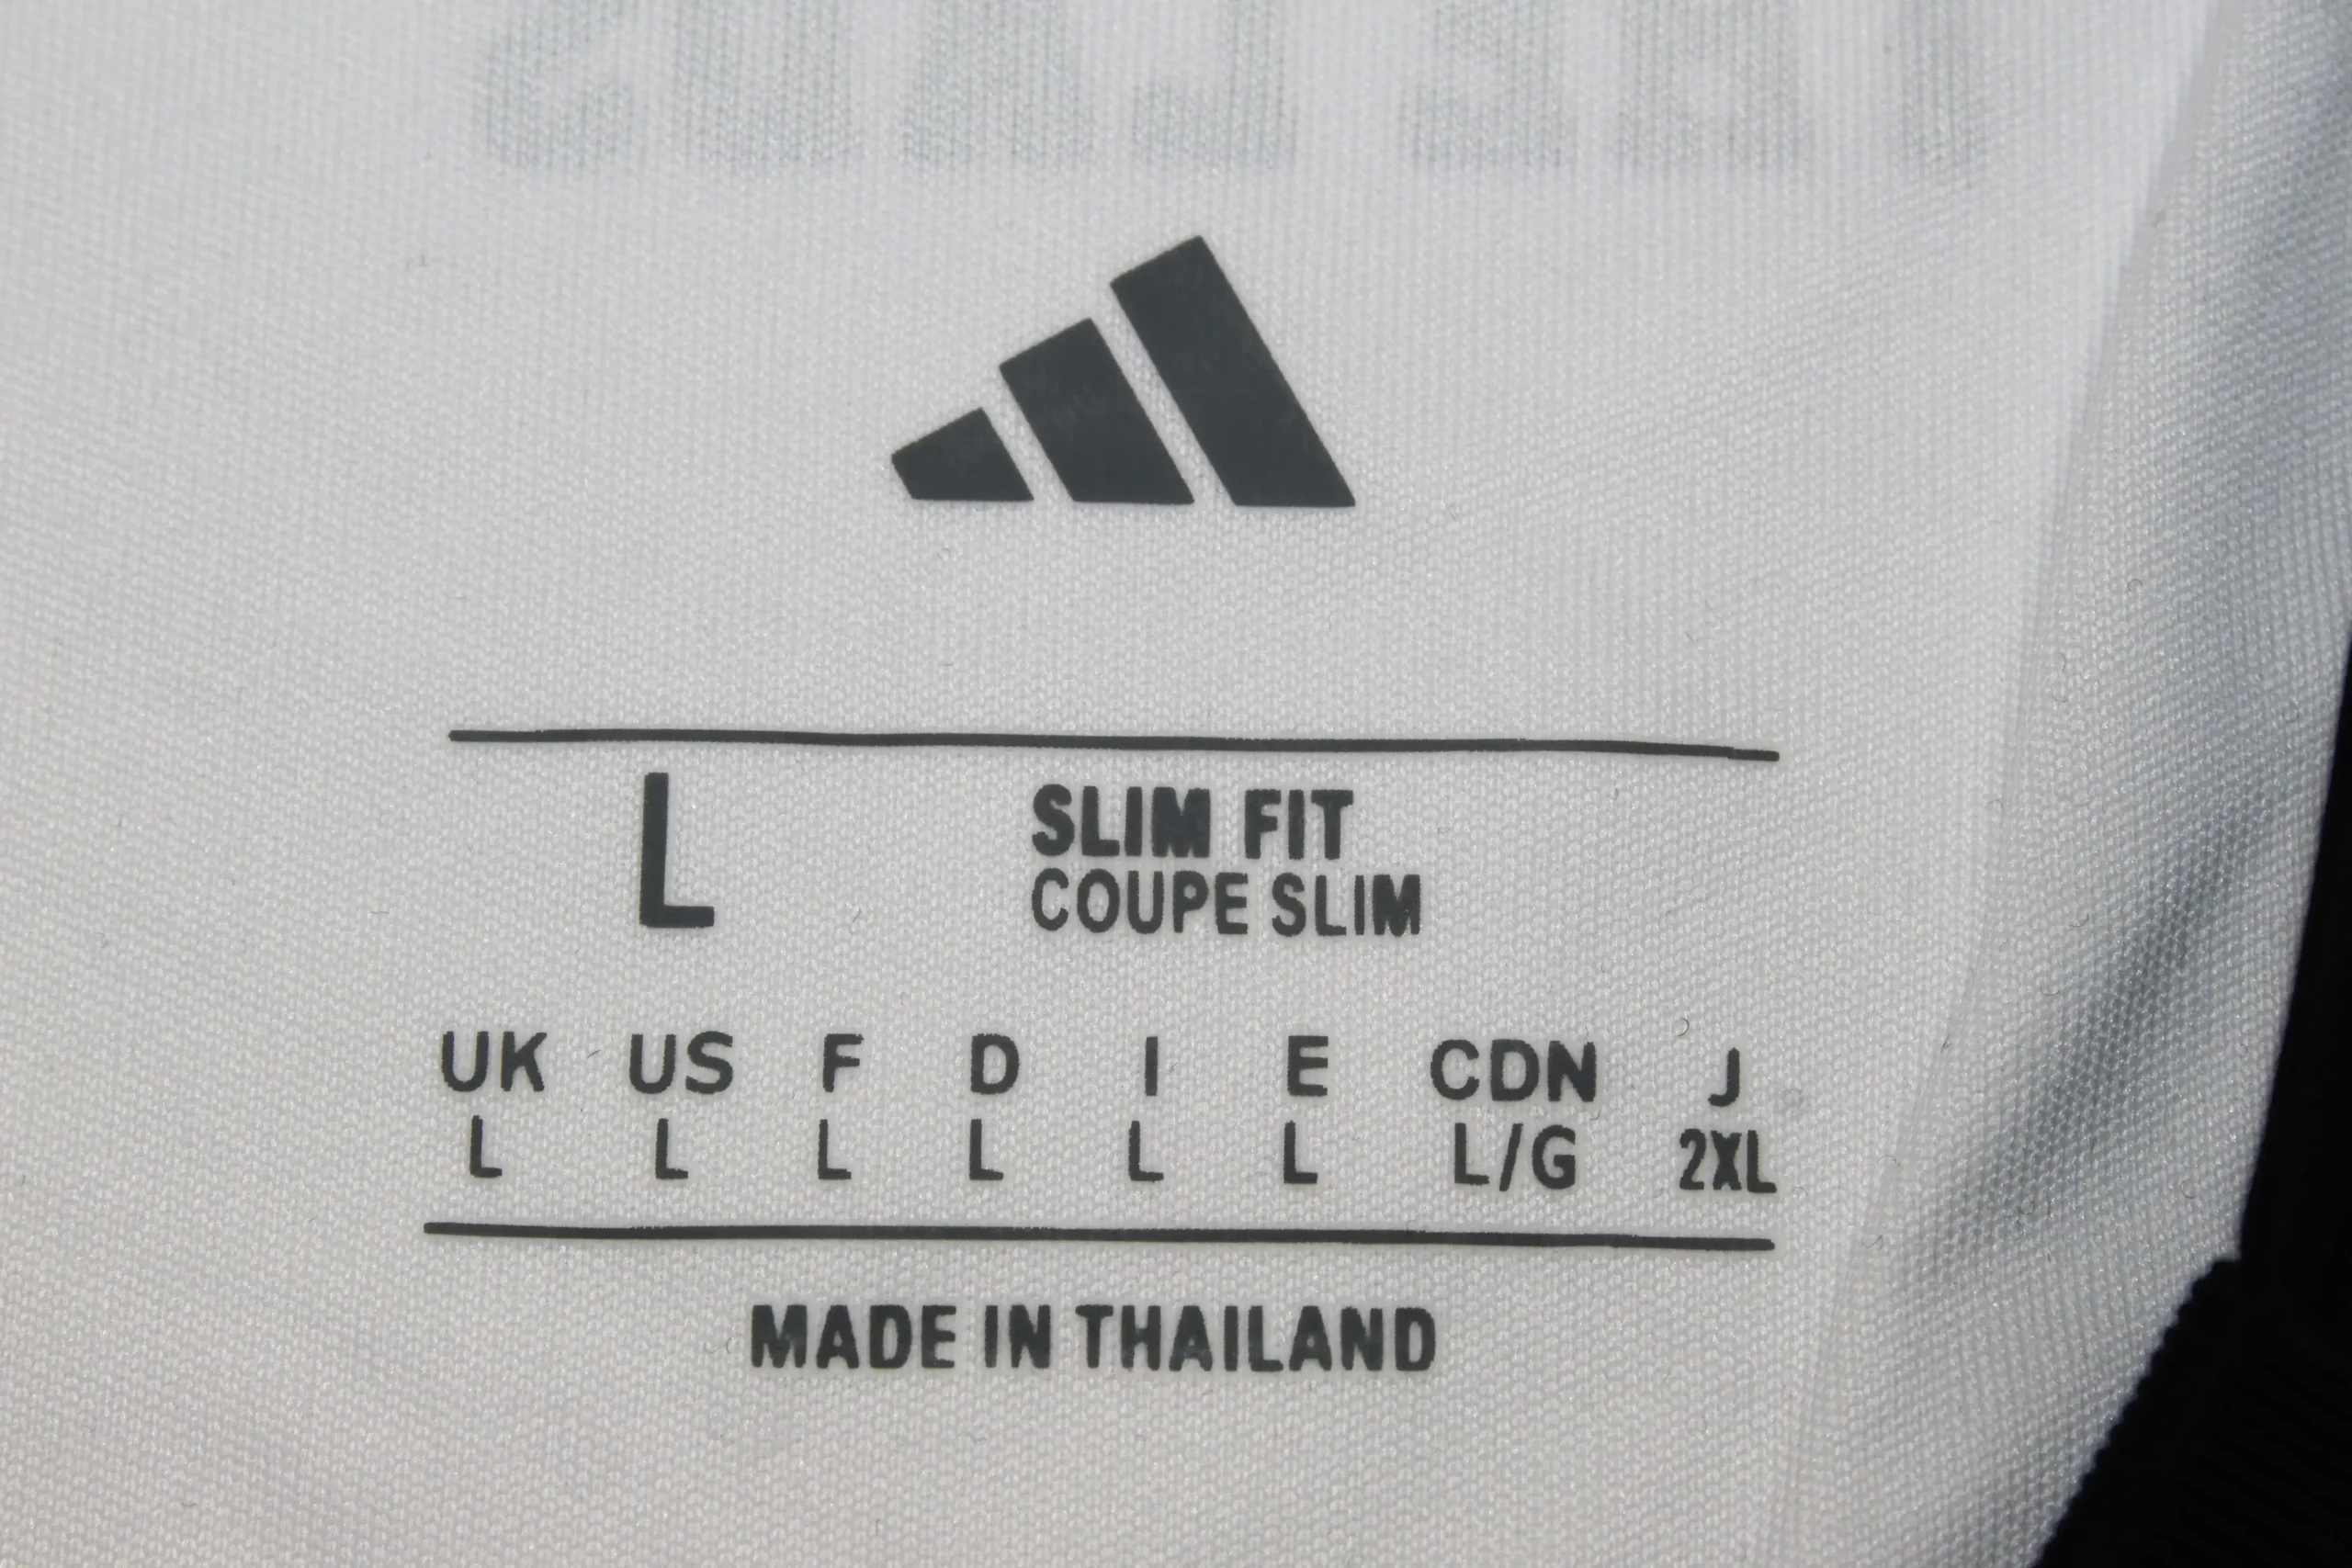 L
SLIM FIT
COUPE SLIM
UK US F D I E CDN J
L L L L L L L/G 2XL
MADE IN THAILAND